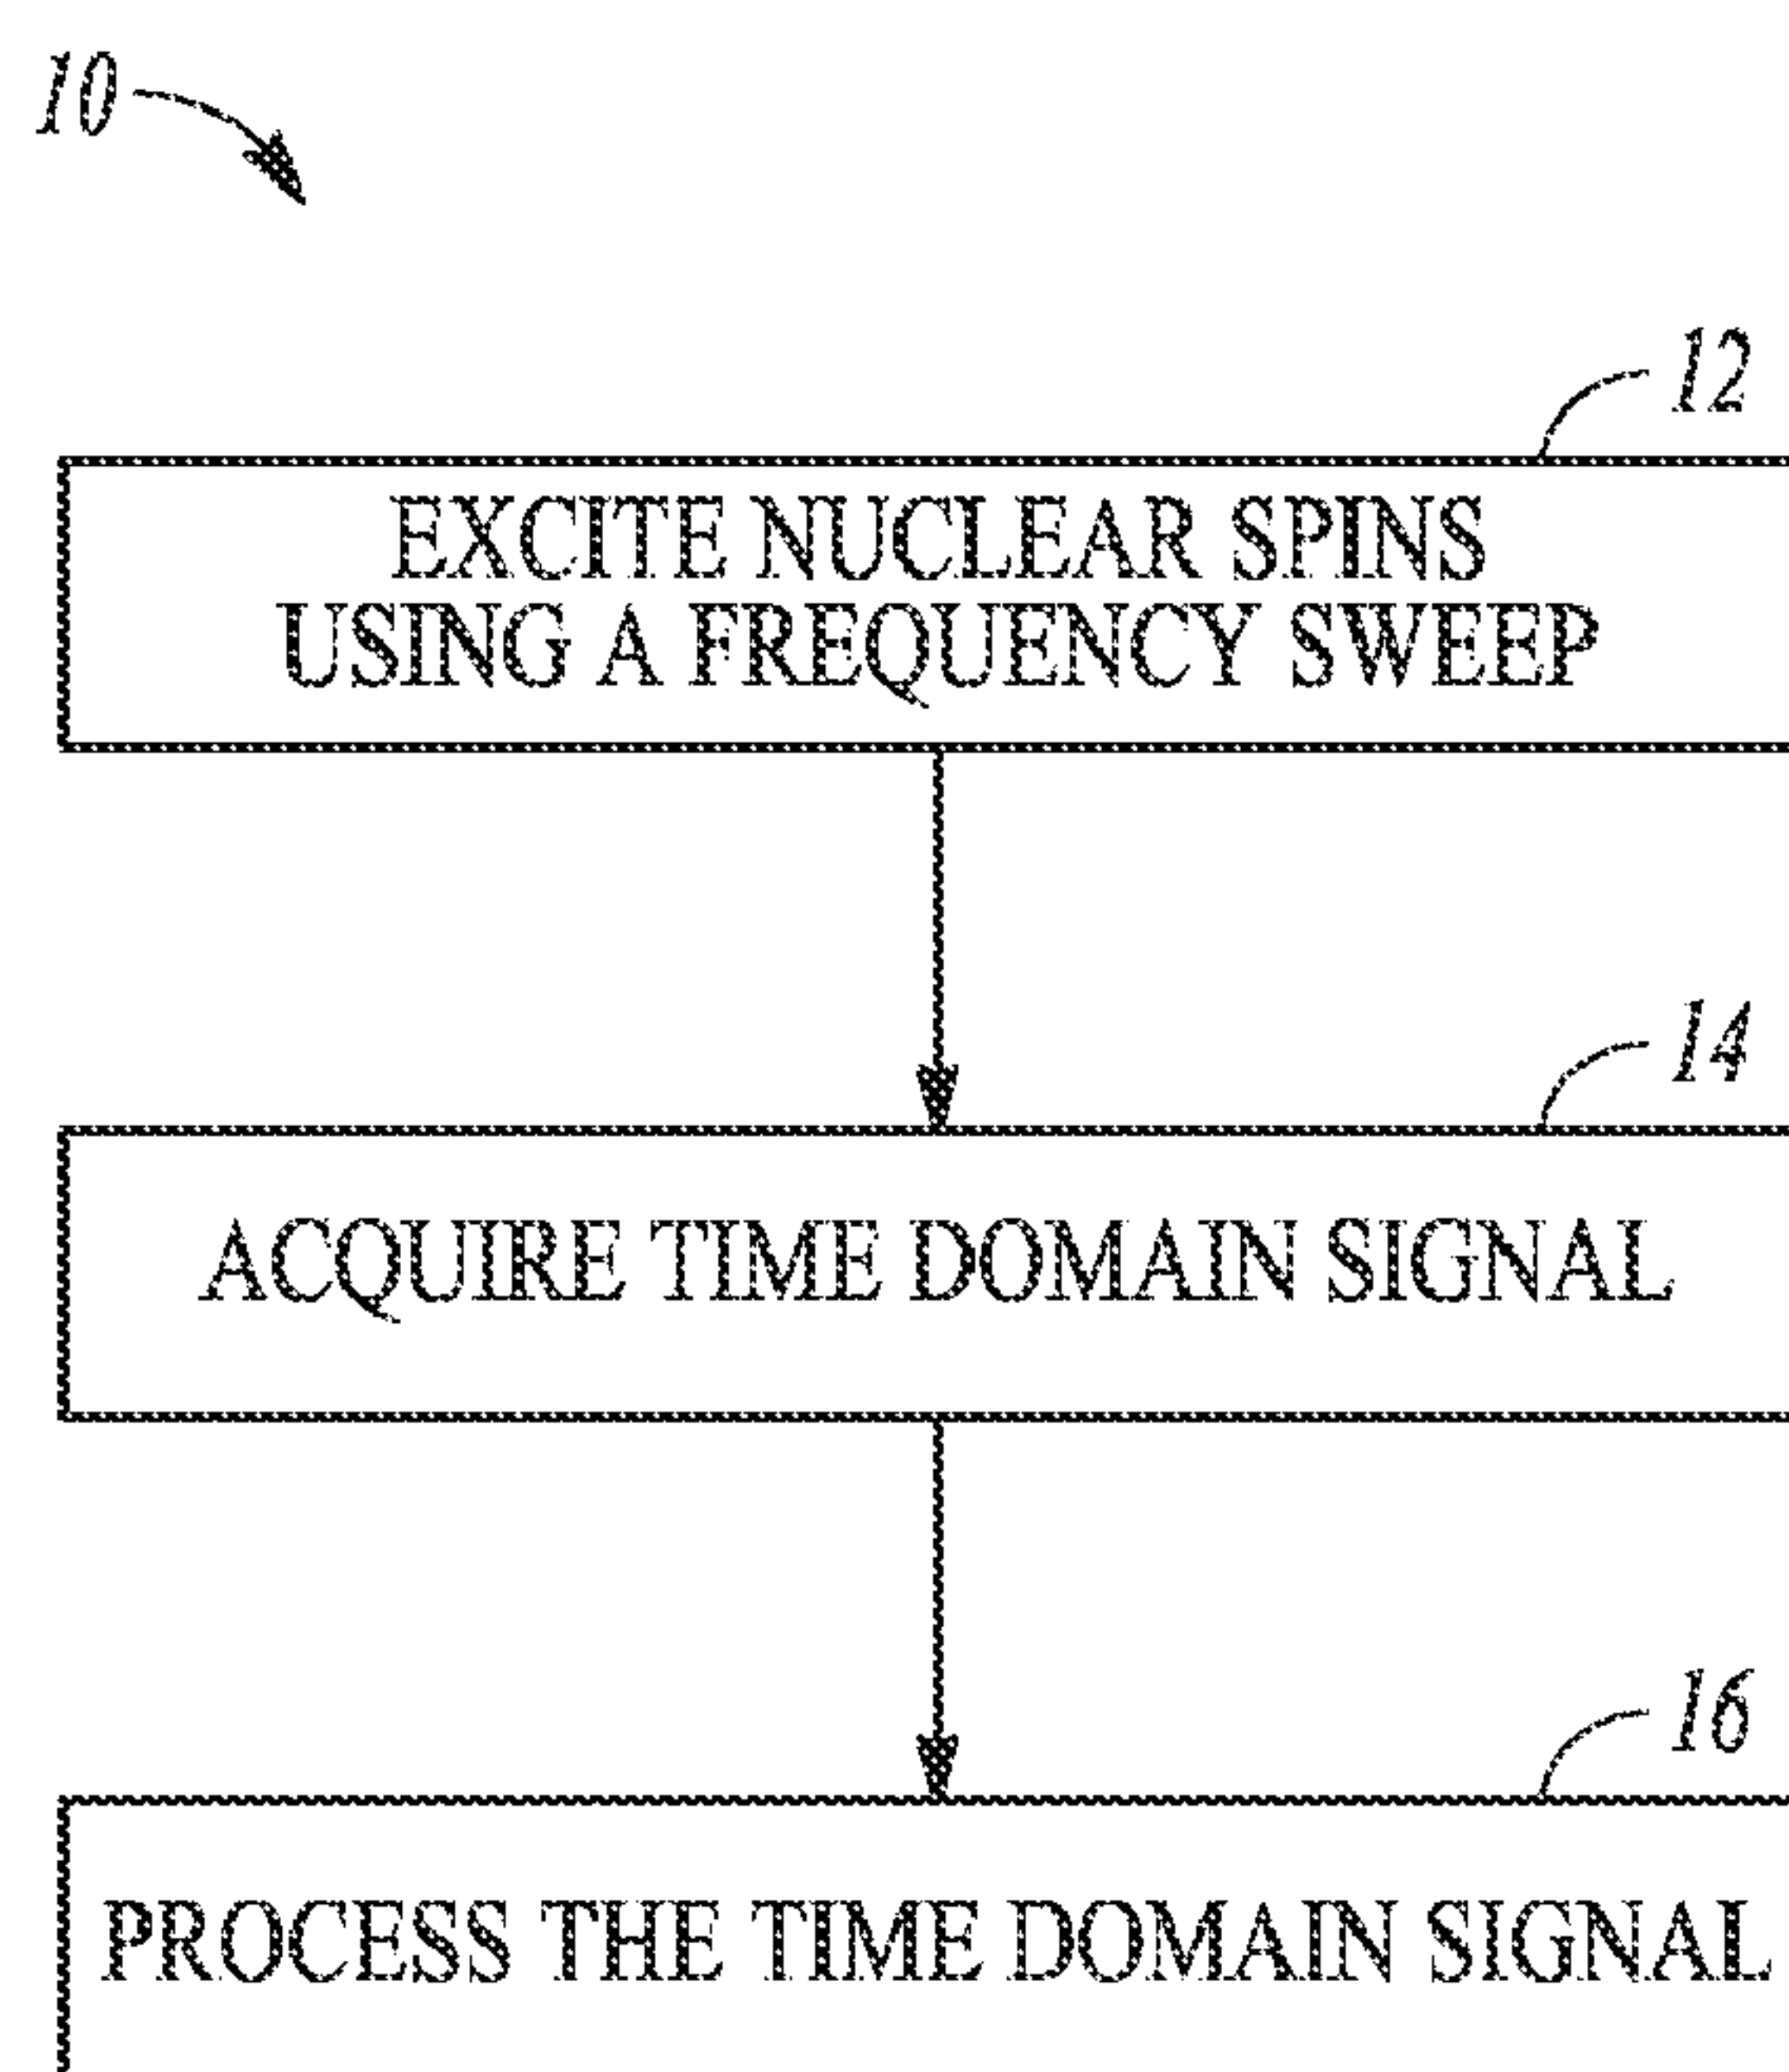 10
12
EXCITE NUCLEAR SPINS
USING A FREQUENCY SWEEP
14
ACQUIRE TIME DOMAIN SIGNAL
16
PROCESS THE TIME DOMAIN SIGNAL